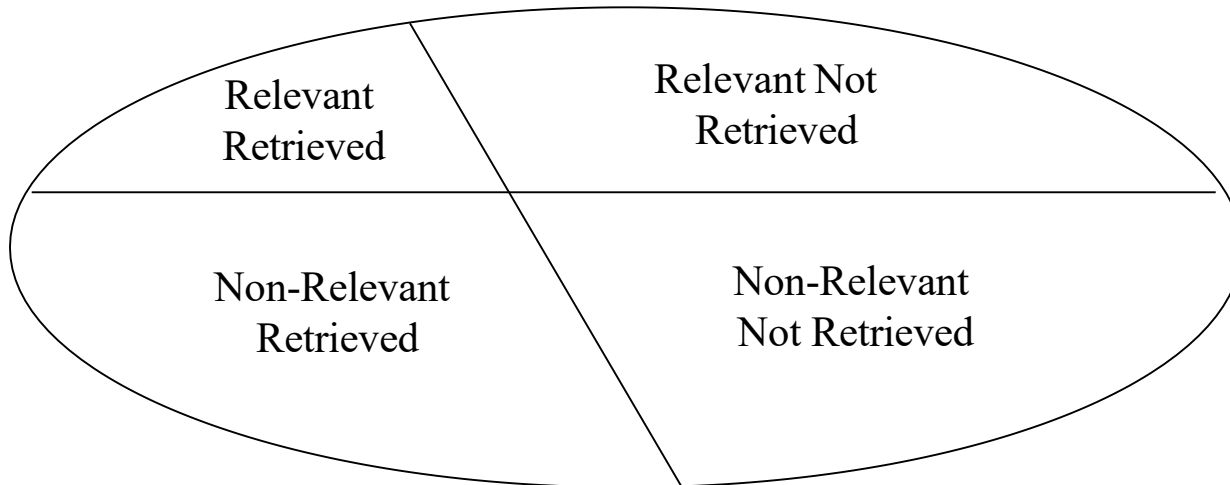 Relevant
Retrieved
Relevant Not
Retrieved
Non-Relevant
Retrieved
Non-Relevant
Not Retrieved